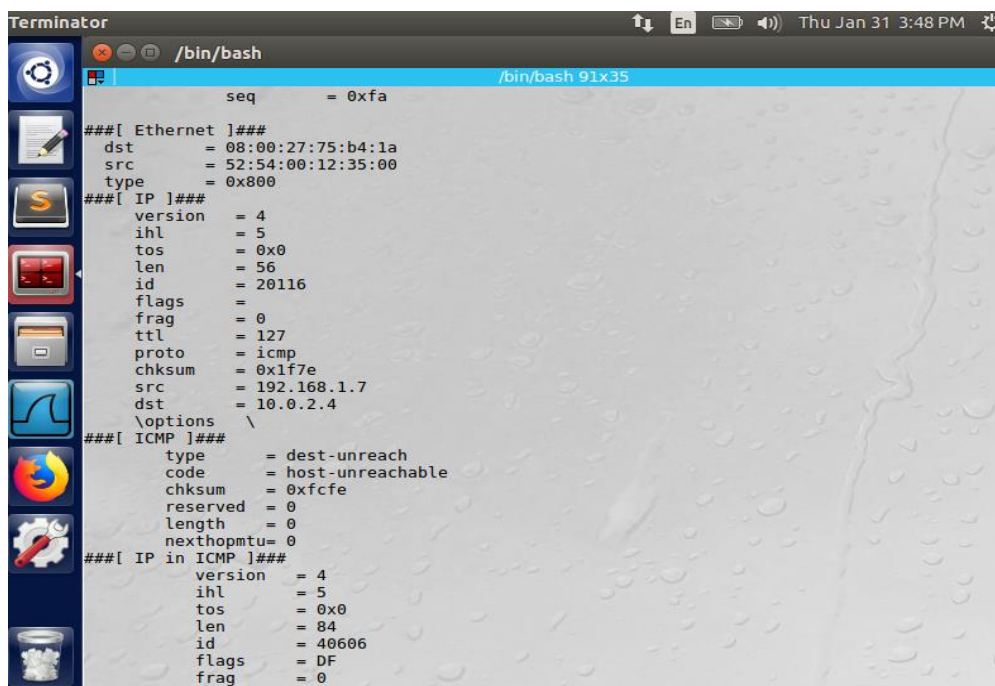 Terminator
En
Thu Jan 31 3:48 PM
/bin/bash
/bin/bash 91x35
seq = 0xfa
###[ Ethernet ]###
dst = 08:00:27:75:b4:1a
src = 52:54:00:12:35:00
type = 0x800
###[ IP ]###
version = 4
ihl = 5
tos = 0x0
len = 56
id = 20116
flags =
frag = 0
ttl = 127
proto = icmp
chksum = 0x1f7e
src = 192.168.1.7
dst = 10.0.2.4
\options \
###[ ICMP ]###
type = dest-unreach
code = host-unreachable
chksum = 0xfcfe
reserved = 0
length = 0
nexthopmtu= 0
###[ IP in ICMP ]###
version = 4
ihl = 5
tos = 0x0
len = 84
id = 40606
flags = DF
frag = 0